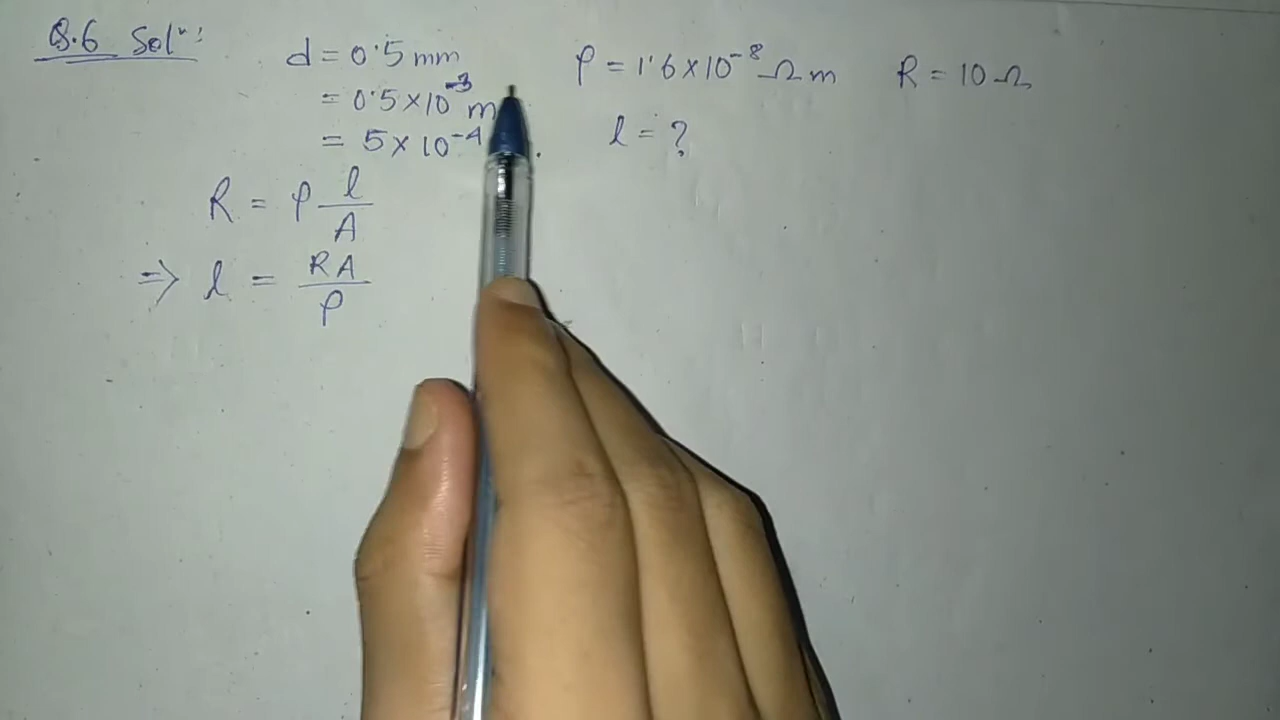 Q.6 Solⁿ:
d = 0.5 mm
= 0.5 × 10⁻³ m
= 5 × 10⁻⁴
ρ = 1.6 × 10⁻⁸ Ω m
R = 10 Ω
l = ?
R = ρ l/A
⇒ l = RA/ρ